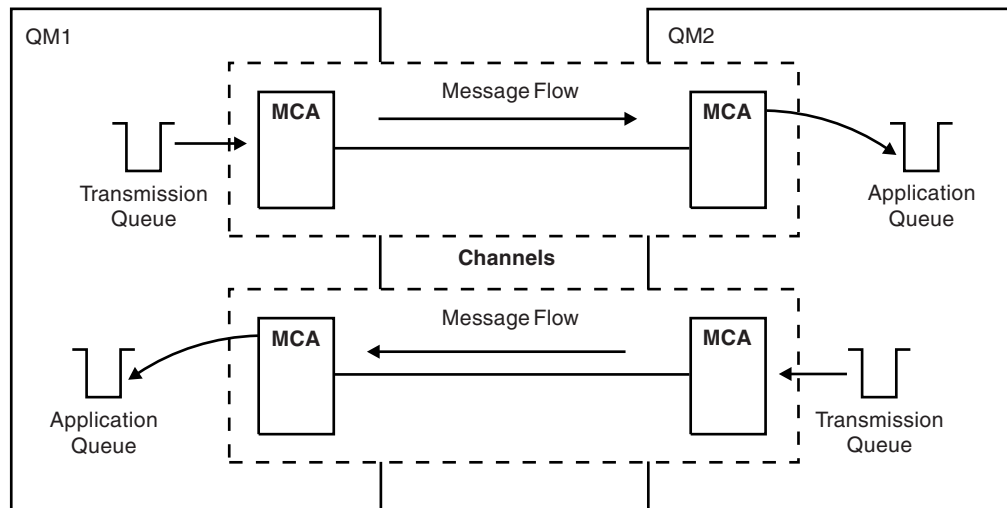 QM1
QM2
Message Flow
MCA
MCA
Transmission
Queue
Application
Queue
Channels
Message Flow
MCA
MCA
Application
Queue
Transmission
Queue